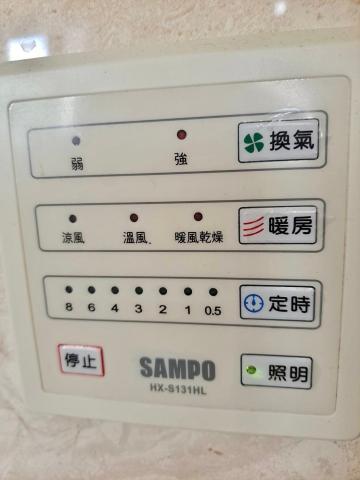 弱 強 換氣
涼風 溫風 暖風乾燥 暖房
8 6 4 3 2 1 0.5 定時
停止 SAMPO 照明
HX-S131HL